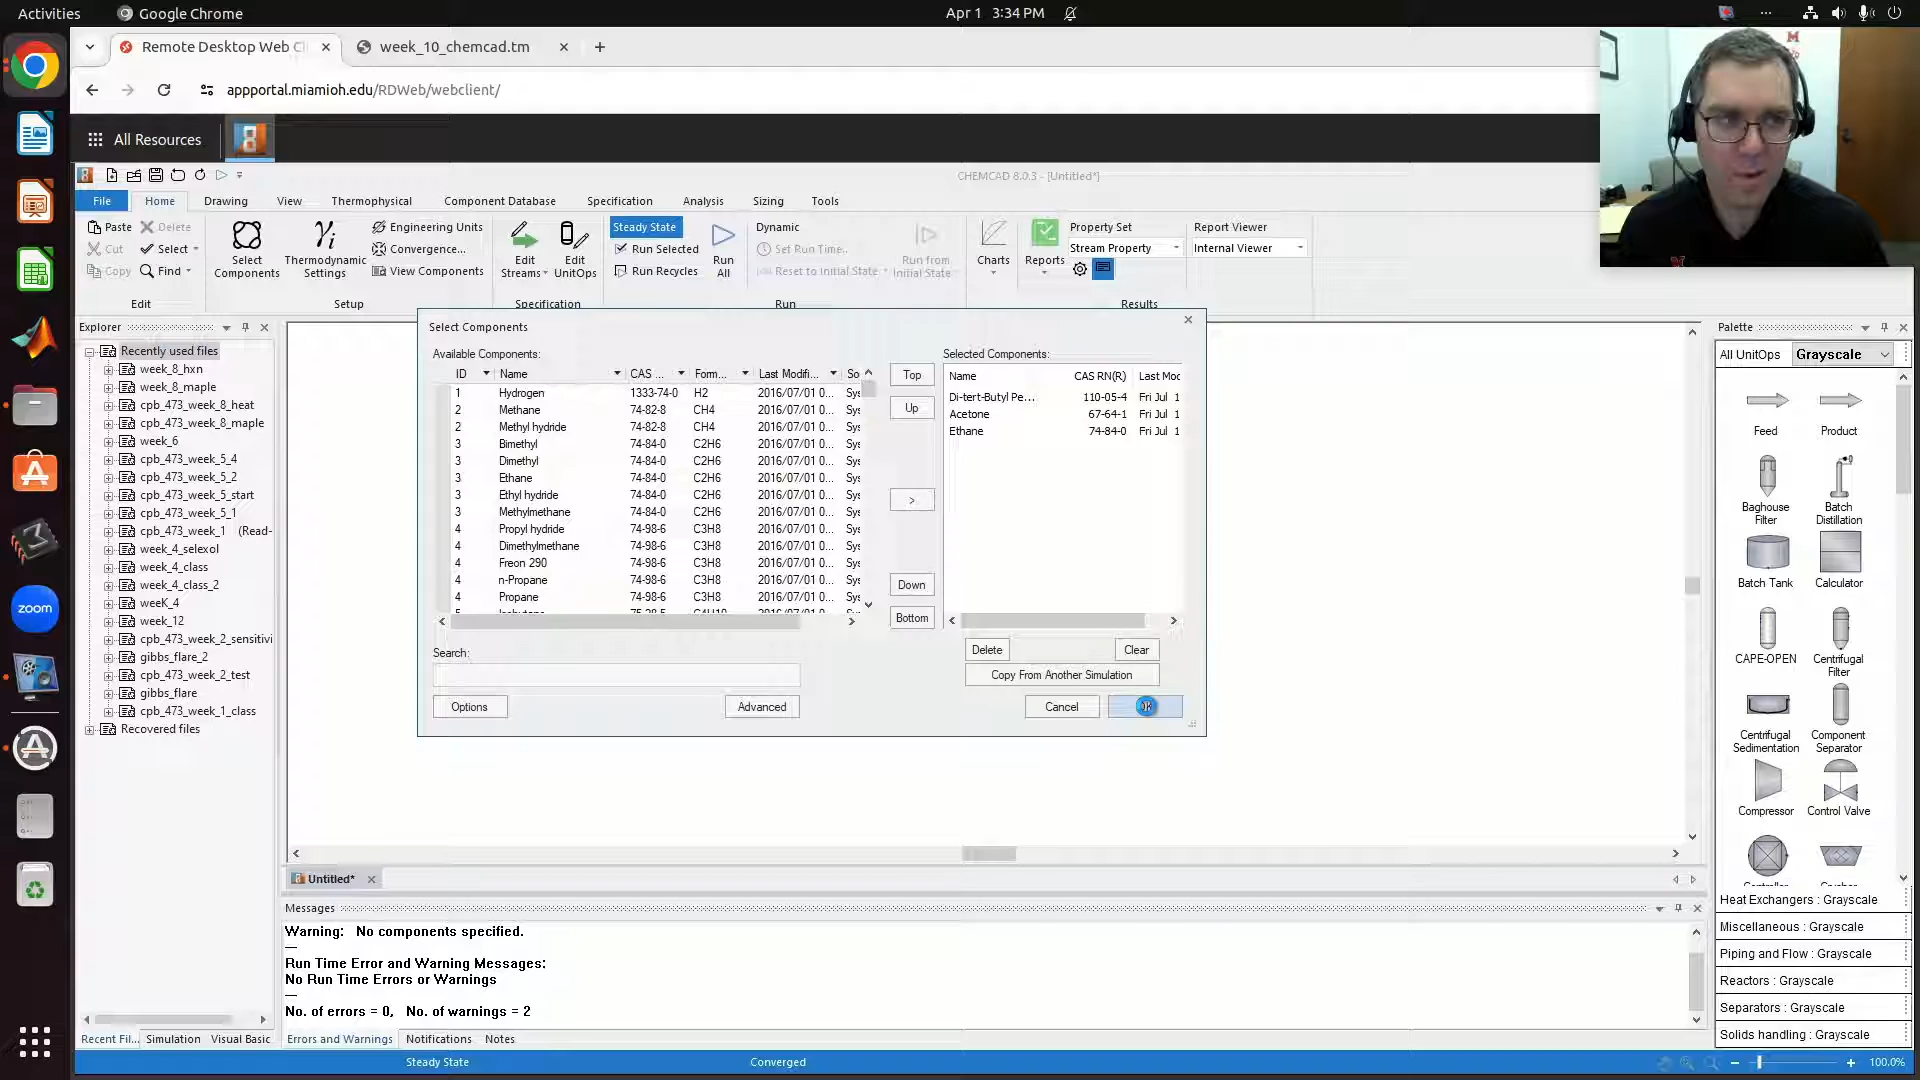 Activities
Google Chrome
Apr 1 3:34 PM
Remote Desktop Web Cl
week_10_chemcad.tm
appportal.miamioh.edu/RDWeb/webclient/
All Resources
CHEMCAD 8.0.3 - [Untitled*]
File
Home
Drawing
View
Thermophysical
Component Database
Specification
Analysis
Sizing
Tools
Paste
Delete
Cut
Select
Copy
Find
Edit
Select Components
Thermodynamic Settings
Engineering Units
Convergence...
View Components
Setup
Edit Streams
Edit UnitOps
Specification
Steady State
Run Selected
Run Recycles
Run All
Dynamic
Set Run Time..
Reset to Initial State
Run from Initial State
Run
Charts
Reports
Property Set
Stream Property
Report Viewer
Internal Viewer
Results
Explorer
Recently used files
week_8_hxn
week_8_maple
cpb_473_week_8_heat
cpb_473_week_8_maple
week_6
cpb_473_week_5_4
cpb_473_week_5_2
cpb_473_week_5_start
cpb_473_week_5_1
cpb_473_week_1 (Read-
week_4_selexol
week_4_class
week_4_class_2
weeK_4
week_12
cpb_473_week_2_sensitivi
gibbs_flare_2
cpb_473_week_2_test
gibbs_flare
cpb_473_week_1_class
Recovered files
Recent Fil...
Simulation
Visual Basic
Select Components
Available Components:
ID Name CAS ... Form... Last Modifi... So
1 Hydrogen 1333-74-0 H2 2016/07/01 0... Sys
2 Methane 74-82-8 CH4 2016/07/01 0... Sys
2 Methyl hydride 74-82-8 CH4 2016/07/01 0... Sys
3 Bimethyl 74-84-0 C2H6 2016/07/01 0... Sys
3 Dimethyl 74-84-0 C2H6 2016/07/01 0... Sys
3 Ethane 74-84-0 C2H6 2016/07/01 0... Sys
3 Ethyl hydride 74-84-0 C2H6 2016/07/01 0... Sys
3 Methylmethane 74-84-0 C2H6 2016/07/01 0... Sys
4 Propyl hydride 74-98-6 C3H8 2016/07/01 0... Sys
4 Dimethylmethane 74-98-6 C3H8 2016/07/01 0... Sys
4 Freon 290 74-98-6 C3H8 2016/07/01 0... Sys
4 n-Propane 74-98-6 C3H8 2016/07/01 0... Sys
4 Propane 74-98-6 C3H8 2016/07/01 0... Sys
Search:
Options
Advanced
Top
Up
>
Down
Bottom
Selected Components:
Name CAS RN(R) Last Moc
Di-tert-Butyl Pe... 110-05-4 Fri Jul 1
Acetone 67-64-1 Fri Jul 1
Ethane 74-84-0 Fri Jul 1
Delete
Clear
Copy From Another Simulation
Cancel
OK
Untitled*
Messages
Warning: No components specified.
Run Time Error and Warning Messages:
No Run Time Errors or Warnings
No. of errors = 0, No. of warnings = 2
Errors and Warnings
Notifications
Notes
Palette
All UnitOps
Grayscale
Feed
Product
Baghouse Filter
Batch Distillation
Batch Tank
Calculator
CAPE-OPEN
Centrifugal Filter
Centrifugal Sedimentation
Component Separator
Compressor
Control Valve
Heat Exchangers : Grayscale
Miscellaneous : Grayscale
Piping and Flow : Grayscale
Reactors : Grayscale
Separators : Grayscale
Solids handling : Grayscale
Steady State
Converged
100.0%
zoom